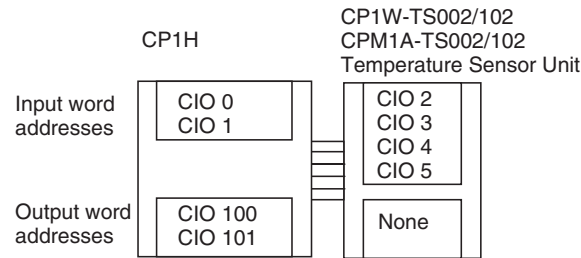 CP1H
CP1W-TS002/102
CPM1A-TS002/102
Temperature Sensor Unit
Input word
addresses
CIO 0
CIO 1
CIO 2
CIO 3
CIO 4
CIO 5
Output word
addresses
CIO 100
CIO 101
None